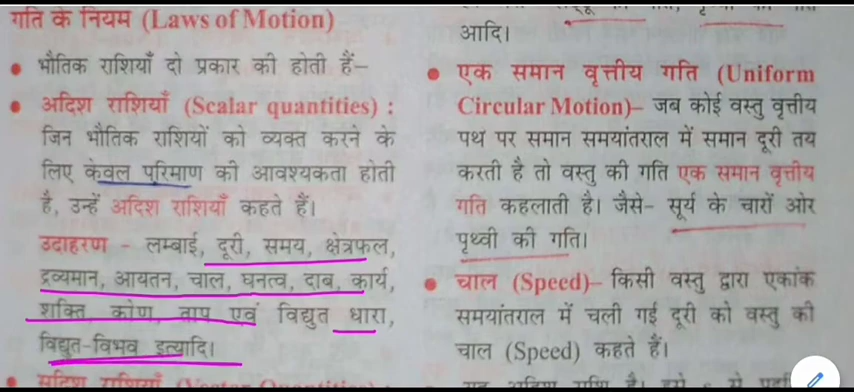 गति के नियम (Laws of Motion)
● भौतिक राशियाँ दो प्रकार की होती हैं–
● अदिश राशियाँ (Scalar quantities) :
जिन भौतिक राशियों को व्यक्त करने के
लिए केवल परिमाण की आवश्यकता होती
है, उन्हें अदिश राशियाँ कहते हैं।
उदाहरण - लम्बाई, दूरी, समय, क्षेत्रफल,
द्रव्यमान, आयतन, चाल, घनत्व, दाब, कार्य,
शक्ति, कोण, ताप एवं विद्युत धारा,
विद्युत-विभव इत्यादि।
● सदिश राशियाँ (Vector Quantities) :
आदि।
● एक समान वृत्तीय गति (Uniform
Circular Motion)– जब कोई वस्तु वृत्तीय
पथ पर समान समयांतराल में समान दूरी तय
करती है तो वस्तु की गति एक समान वृत्तीय
गति कहलाती है। जैसे- सूर्य के चारों ओर
पृथ्वी की गति।
● चाल (Speed)– किसी वस्तु द्वारा एकांक
समयांतराल में चली गई दूरी को वस्तु की
चाल (Speed) कहते हैं।